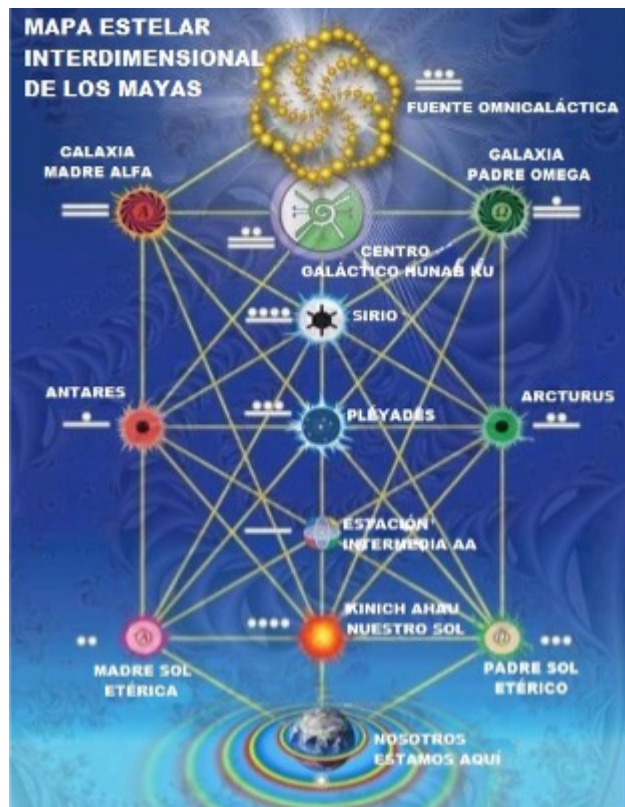 MAPA ESTELAR
INTERDIMENSIONAL
DE LOS MAYAS
FUENTE OMNIGALÁCTICA
GALAXIA
MADRE ALFA
GALAXIA
PADRE OMEGA
CENTRO
GALÁCTICO HUNAB KU
SIRIO
ANTARES
PLÉYADES
ARCTURUS
ESTACIÓN
INTERMEDIA AA
KINICH AHAU
NUESTRO SOL
MADRE SOL
ETÉRICA
PADRE SOL
ETÉRICO
NOSOTROS
ESTAMOS AQUÍ